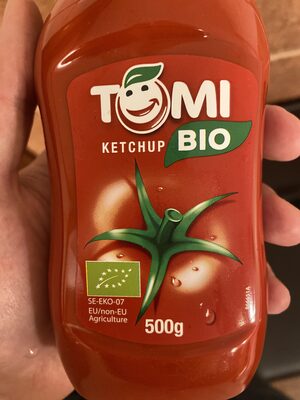 TOMI
KETCHUP BIO
SE-EKO-07
EU/non-EU
Agriculture
500g